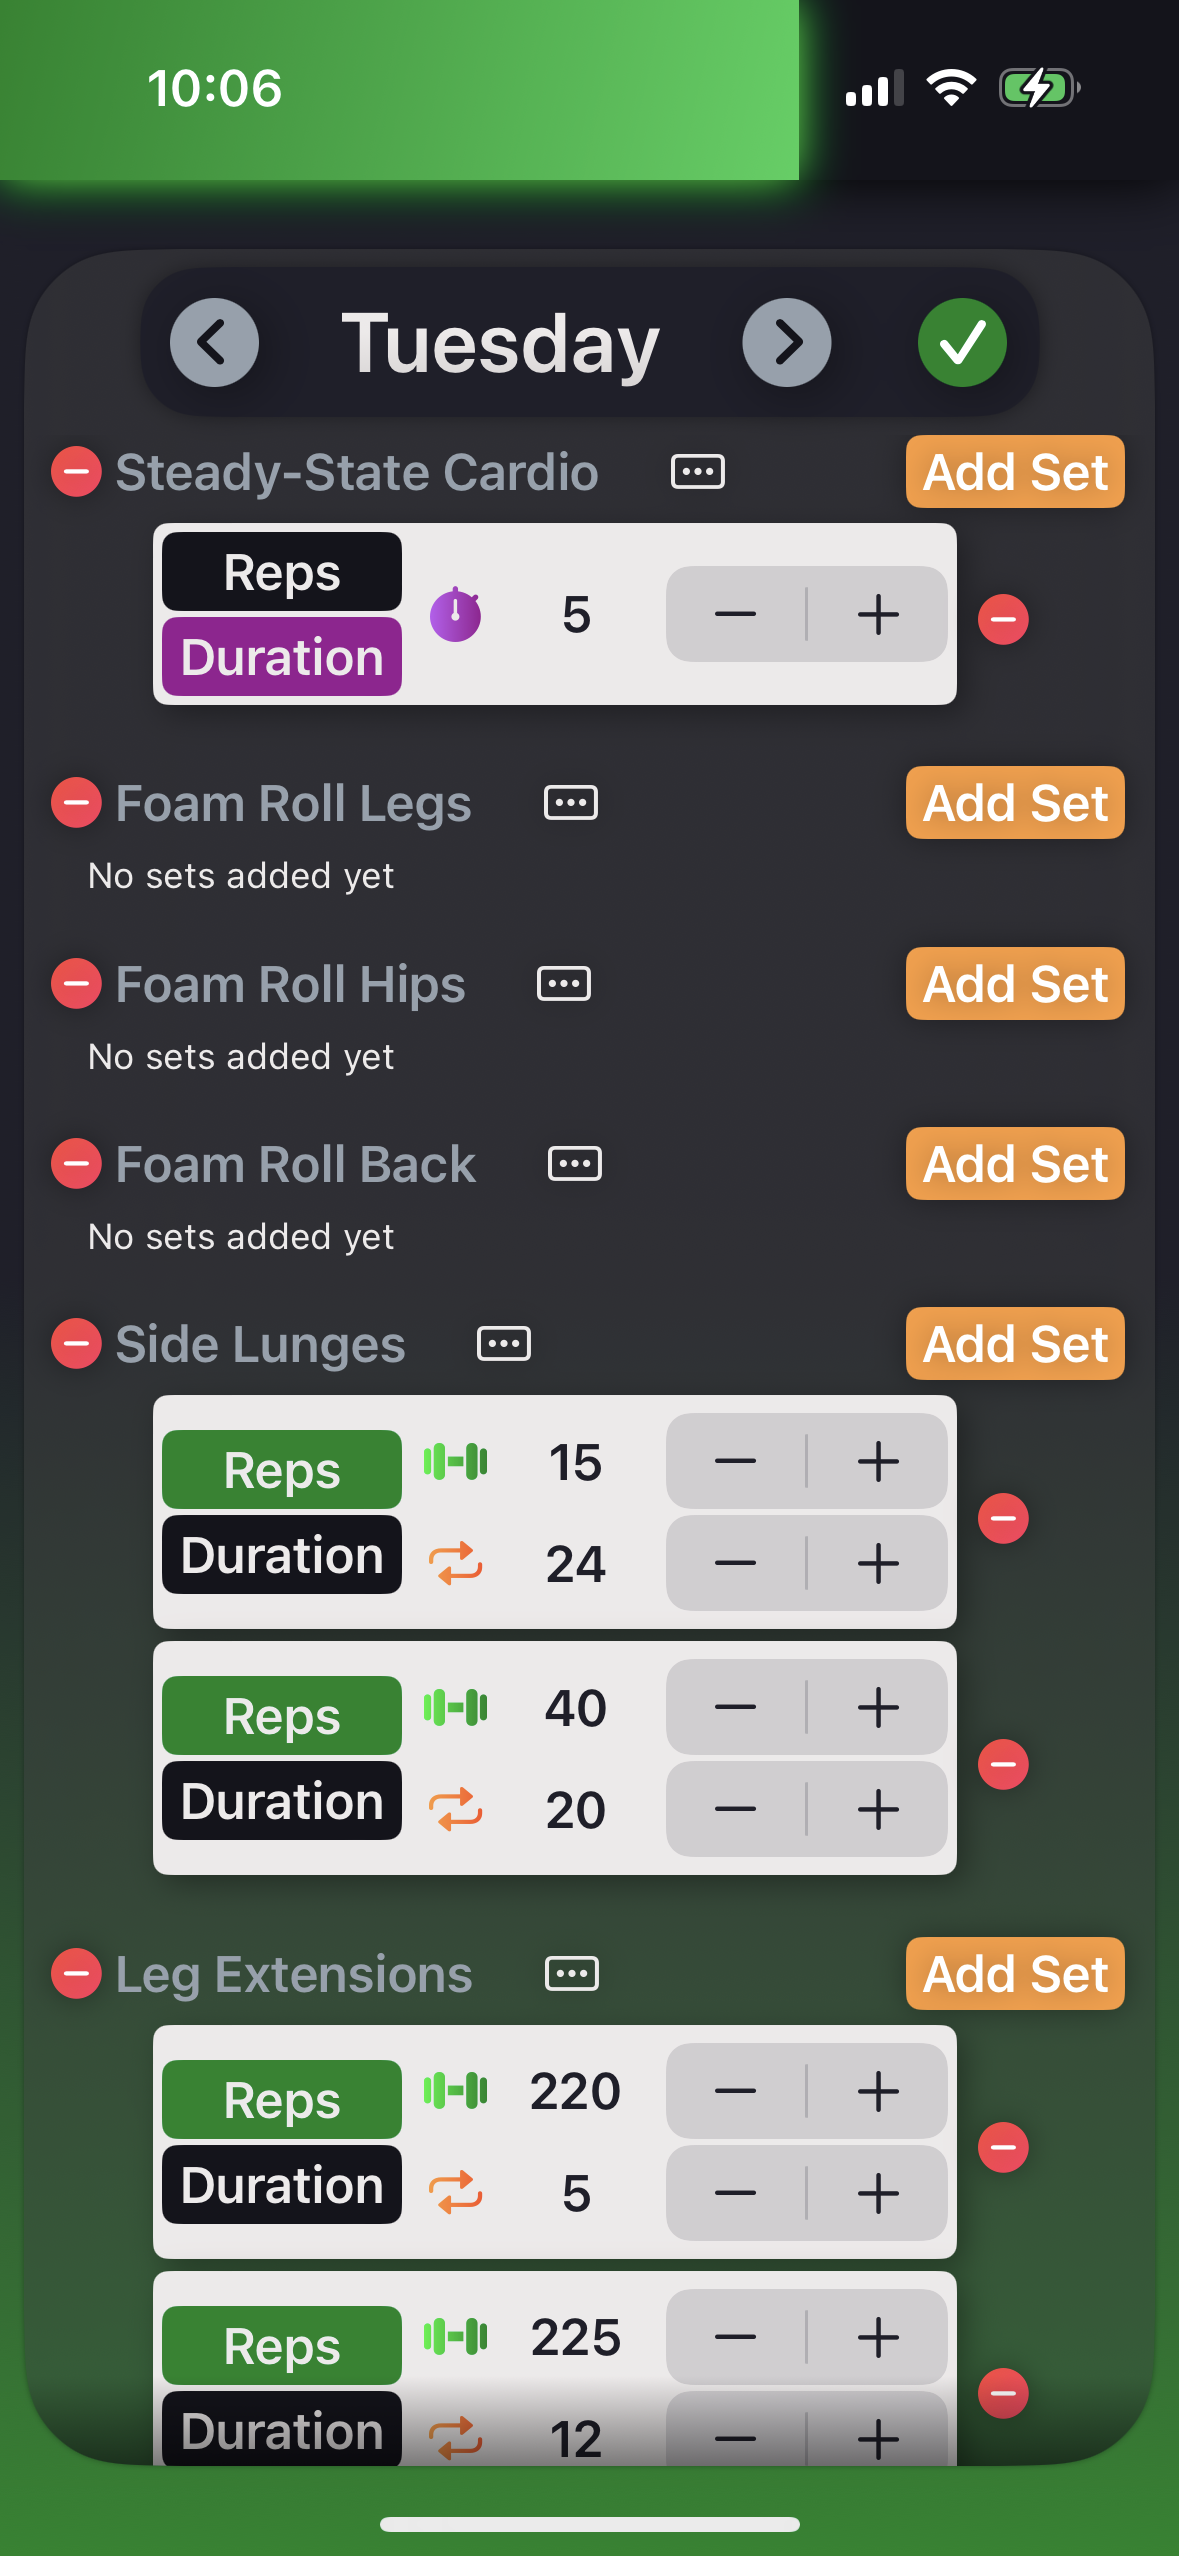 10:06
Tuesday
Steady-State Cardio
Add Set
Reps
Duration
5
Foam Roll Legs
Add Set
No sets added yet
Foam Roll Hips
Add Set
No sets added yet
Foam Roll Back
Add Set
No sets added yet
Side Lunges
Add Set
Reps
15
Duration
24
Reps
40
Duration
20
Leg Extensions
Add Set
Reps
220
Duration
5
Reps
225
Duration
12